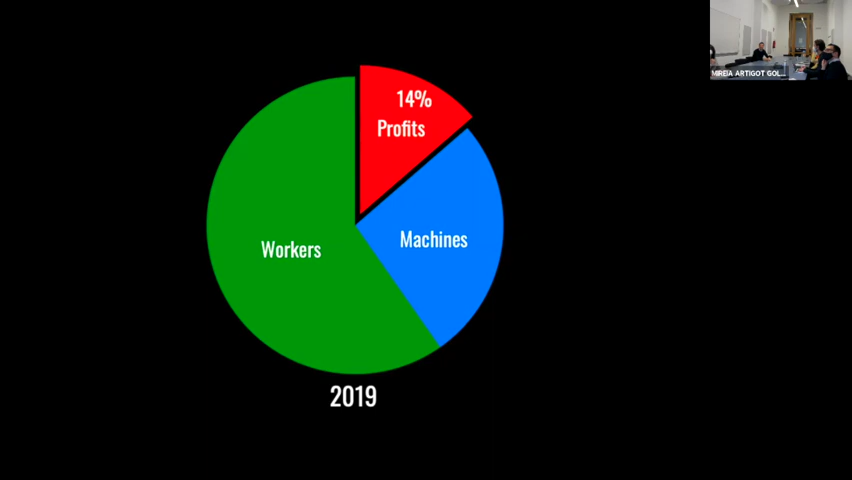 MIREIA ARTIGOT GOL...
14%
Profits
Machines
Workers
2019